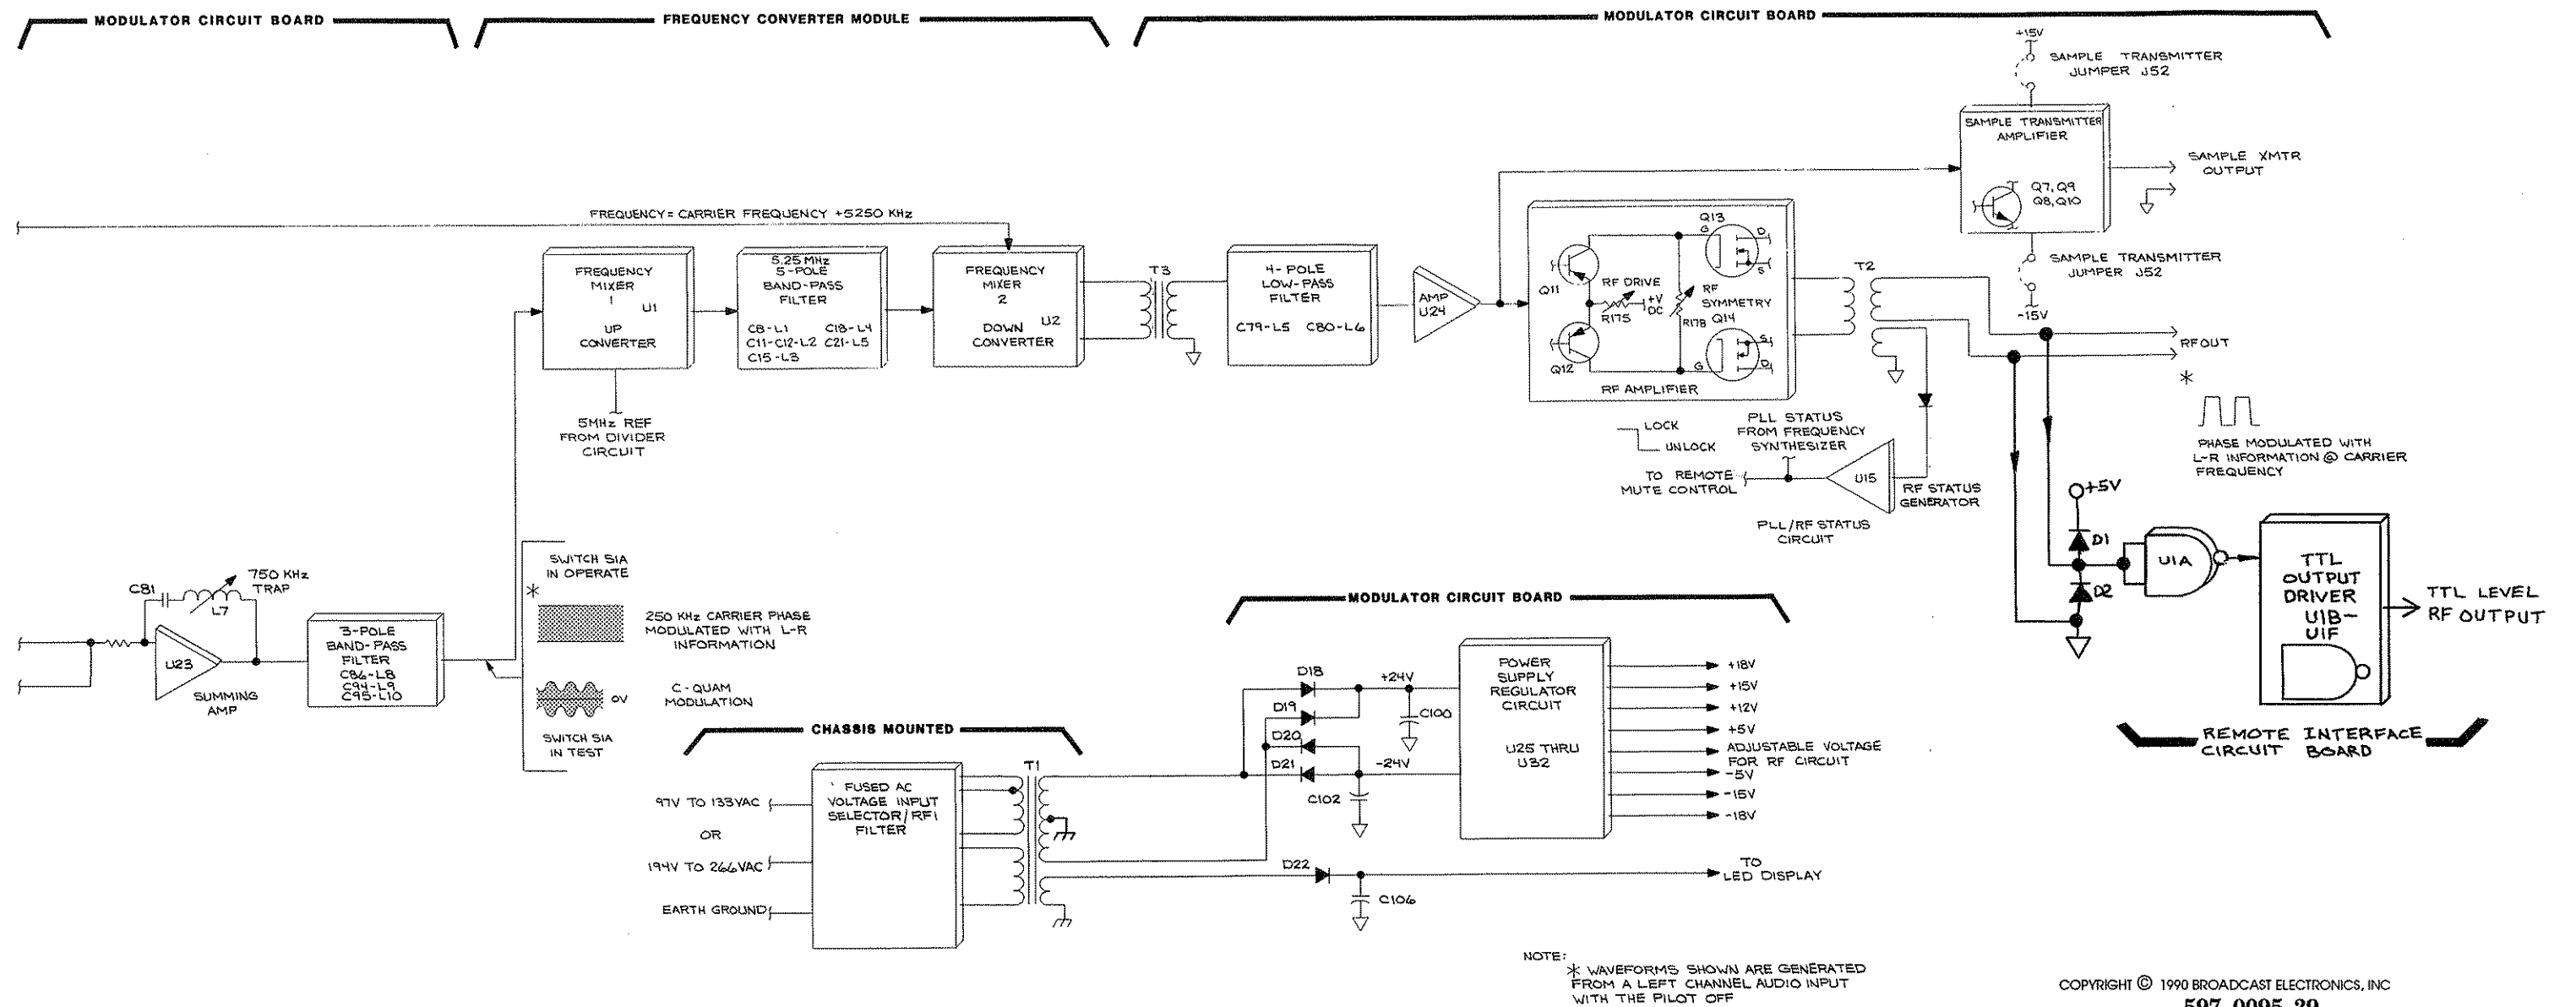 MODULATOR CIRCUIT BOARD
FREQUENCY CONVERTER MODULE
MODULATOR CIRCUIT BOARD
+15V
SAMPLE TRANSMITTER
JUMPER J52
SAMPLE TRANSMITTER
AMPLIFIER
Q7, Q9
Q8, Q10
SAMPLE XMTR
OUTPUT
SAMPLE TRANSMITTER
JUMPER J52
-15V
FREQUENCY = CARRIER FREQUENCY +5250 KHz
FREQUENCY
MIXER
1
U1
UP
CONVERTER
5MHz REF
FROM DIVIDER
CIRCUIT
5.25 MHz
5-POLE
BAND-PASS
FILTER
C8-L1 C18-L4
C11-C12-L2 C21-L5
C15-L3
FREQUENCY
MIXER
2
U2
DOWN
CONVERTER
T3
4-POLE
LOW-PASS
FILTER
C79-L5 C80-L6
AMP
U24
Q13
G
D
S
Q11
RF DRIVE
+V
DC
R175
RF
SYMMETRY
R178
Q14
Q12
G
S
D
RF AMPLIFIER
T2
RF OUT
*
PHASE MODULATED WITH
L-R INFORMATION @ CARRIER
FREQUENCY
LOCK
UNLOCK
PLL STATUS
FROM FREQUENCY
SYNTHESIZER
TO REMOTE
MUTE CONTROL
U15
RF STATUS
GENERATOR
PLL/RF STATUS
CIRCUIT
+5V
D1
D2
U1A
TTL
OUTPUT
DRIVER
U1B-
U1F
TTL LEVEL
RF OUTPUT
REMOTE INTERFACE
CIRCUIT BOARD
C81
L7
750 KHz
TRAP
U23
SUMMING
AMP
3-POLE
BAND-PASS
FILTER
C86-L8
C94-L9
C95-L10
SWITCH S1A
IN OPERATE
*
250 KHz CARRIER PHASE
MODULATED WITH L-R
INFORMATION
0V
C-QUAM
MODULATION
SWITCH S1A
IN TEST
CHASSIS MOUNTED
97V TO 133VAC
OR
194V TO 266VAC
EARTH GROUND
FUSED AC
VOLTAGE INPUT
SELECTOR/RFI
FILTER
T1
MODULATOR CIRCUIT BOARD
D18
D19
D20
D21
+24V
C100
-24V
C102
D22
C106
POWER
SUPPLY
REGULATOR
CIRCUIT
U25 THRU
U32
+18V
+15V
+12V
+5V
ADJUSTABLE VOLTAGE
FOR RF CIRCUIT
-5V
-15V
-18V
TO
LED DISPLAY
NOTE:
* WAVEFORMS SHOWN ARE GENERATED
FROM A LEFT CHANNEL AUDIO INPUT
WITH THE PILOT OFF
COPYRIGHT © 1990 BROADCAST ELECTRONICS, INC
597-0095-29